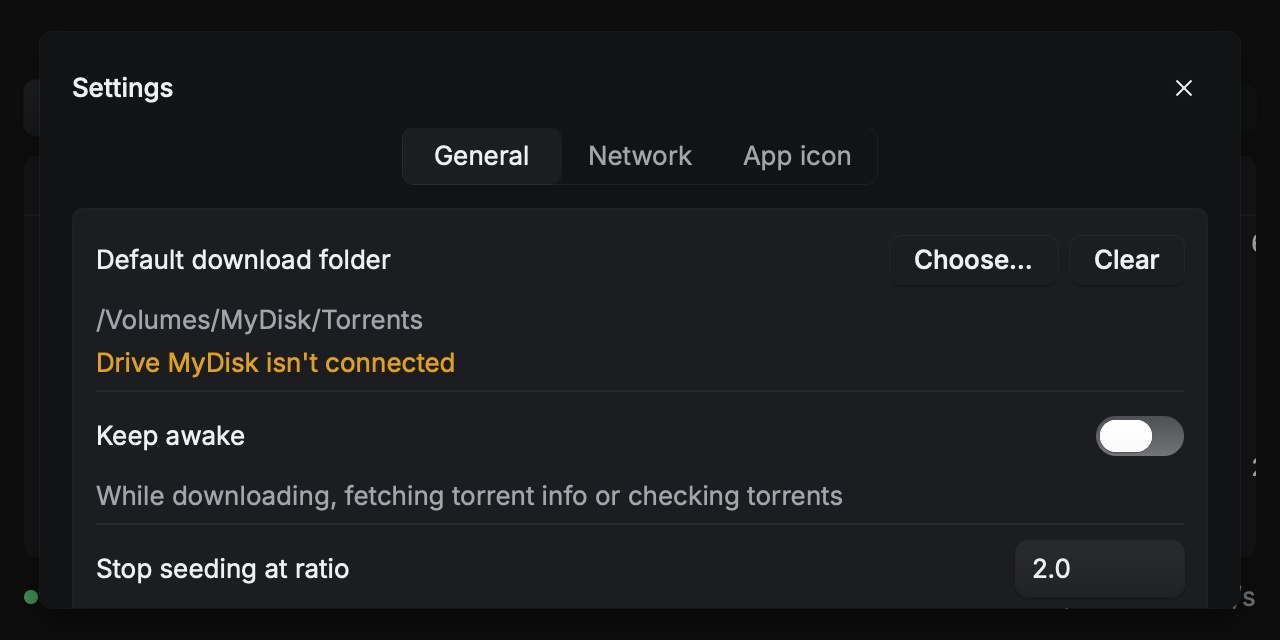 Settings
General Network App icon
Default download folder Choose... Clear
/Volumes/MyDisk/Torrents
Drive MyDisk isn't connected
Keep awake
While downloading, fetching torrent info or checking torrents
Stop seeding at ratio 2.0
/s